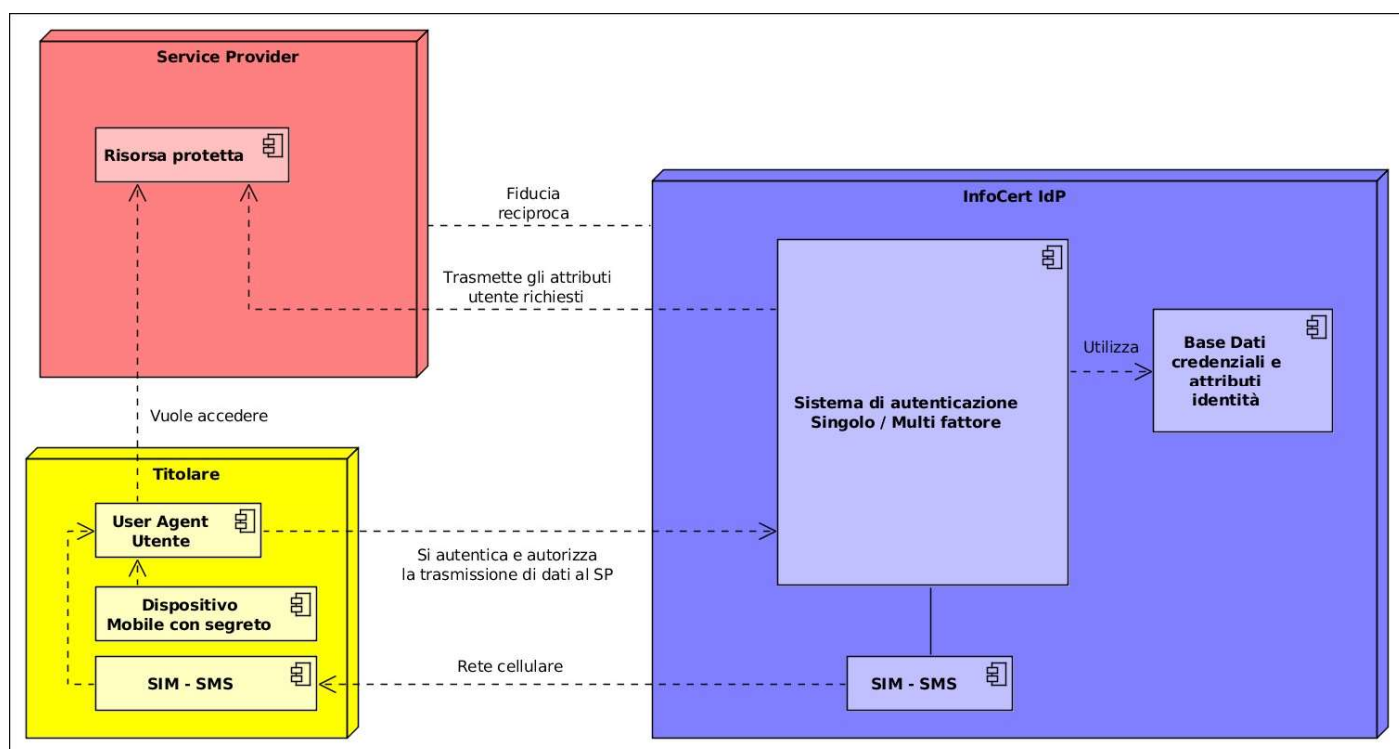 Service Provider
Risorsa protetta
Fiducia
reciproca
InfoCert IdP
Trasmette gli attributi
utente richiesti
Sistema di autenticazione
Singolo / Multi fattore
Utilizza
Base Dati
credenziali e
attributi
identità
Vuole accedere
Titolare
User Agent
Utente
Si autentica e autorizza
la trasmissione di dati al SP
Dispositivo
Mobile con segreto
SIM - SMS
Rete cellulare
SIM - SMS